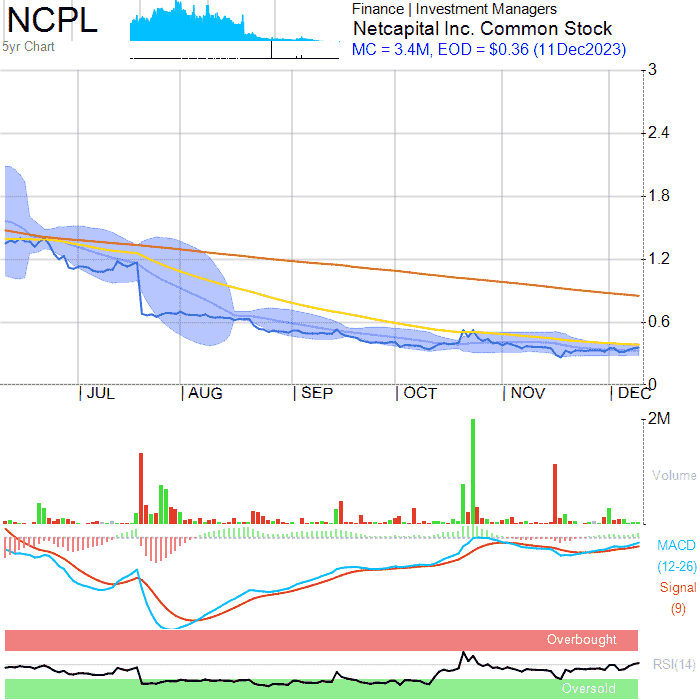 NCPL
5yr Chart
Finance | Investment Managers
Netcapital Inc. Common Stock
MC = 3.4M, EOD = $0.36 (11Dec2023)
3
2.4
1.8
1.2
0.6
0
| JUL | AUG | SEP | OCT | NOV | DEC
2M
Volume
MACD
(12-26)
Signal
(9)
Overbought
RSI(14)
Oversold